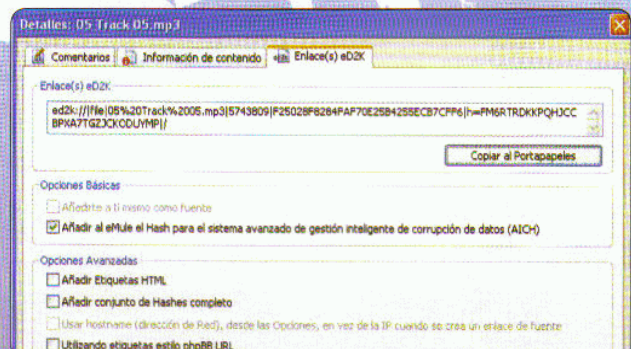 Detalles: 05 Track 05.mp3
Comentarios
Información de contenido
Enlace(s) eD2K
Enlace(s) eD2K
ed2k://|file|05%20Track%2005.mp3|5743809|F25028F8284FAF70E25B4255ECB7CFF6|h=FM6RTRDKKPQHJCC
BPXA7TGZJCKODUYMP|/
Copiar al Portapapeles
Opciones Básicas
Añadirte a ti mismo como fuente
Añadir al eMule el Hash para el sistema avanzado de gestión inteligente de corrupción de datos (AICH)
Opciones Avanzadas
Añadir Etiquetas HTML
Añadir conjunto de Hashes completo
Usar hostname (dirección de Red), desde las Opciones, en vez de la IP cuando se crea un enlace de fuente
Utilizando etiquetas estilo phpBB URL